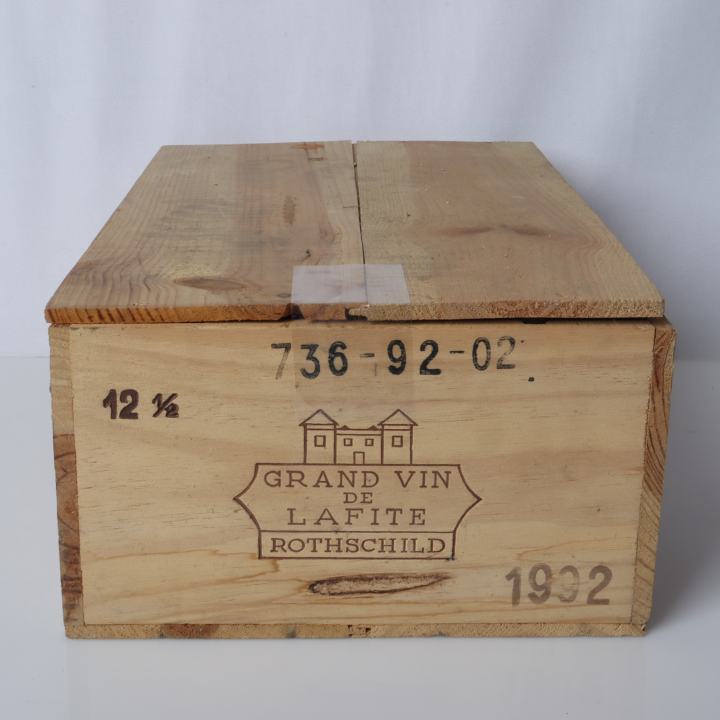 736-92-02
12 ½
GRAND VIN
DE
LAFITE
ROTHSCHILD
1992